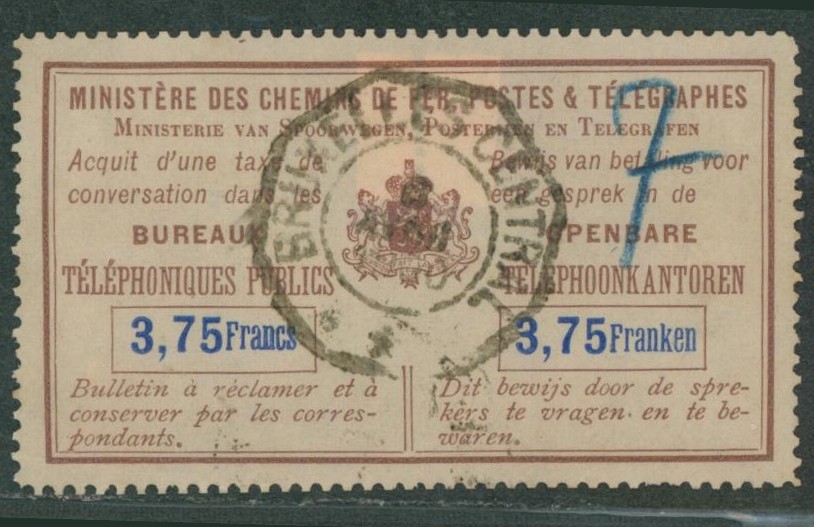 MINISTÈRE DES CHEMINS DE FER, POSTES & TÉLÉGRAPHES
MINISTERIE VAN SPOORWEGEN, POSTERIJEN EN TELEGRAFEN
Acquit d'une taxe de
conversation dans les
BUREAUX
TÉLÉPHONIQUES PUBLICS
3,75 Francs
Bulletin à réclamer et à
conserver par les corres-
pondants.
Bewijs van betaling voor
een gesprek in de
OPENBARE
TELEPHOONKANTOREN
3,75 Franken
Dit bewijs door de spre-
kers te vragen en te be-
waren.
BRUXELLES CENTRAL
7